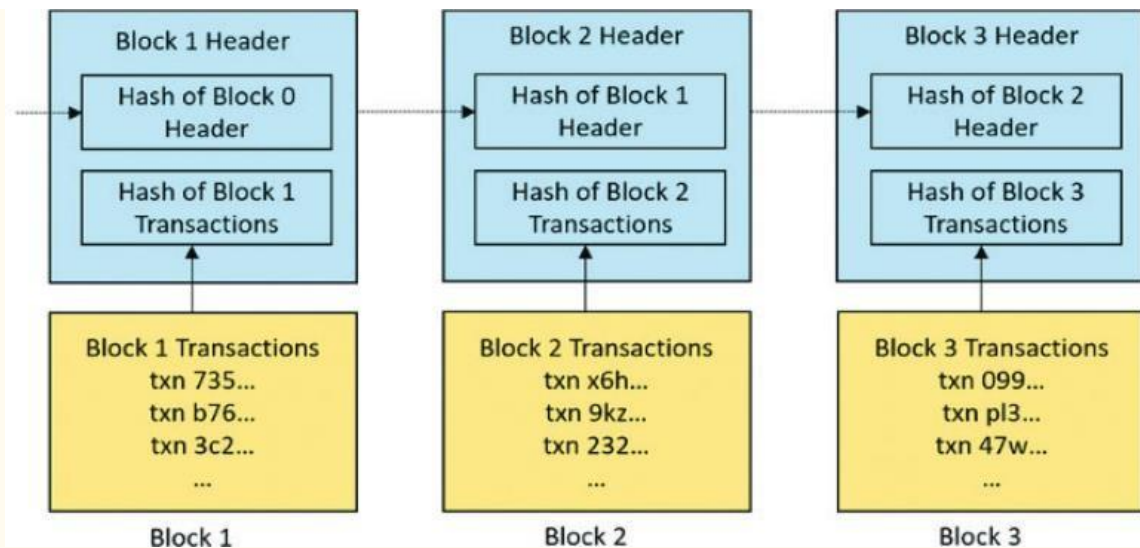 Block 1 Header
Hash of Block 0
Header
Hash of Block 1
Transactions
Block 1 Transactions
txn 735...
txn b76...
txn 3c2...
...
Block 1
Block 2 Header
Hash of Block 1
Header
Hash of Block 2
Transactions
Block 2 Transactions
txn x6h...
txn 9kz...
txn 232...
...
Block 2
Block 3 Header
Hash of Block 2
Header
Hash of Block 3
Transactions
Block 3 Transactions
txn 099...
txn pl3...
txn 47w...
...
Block 3